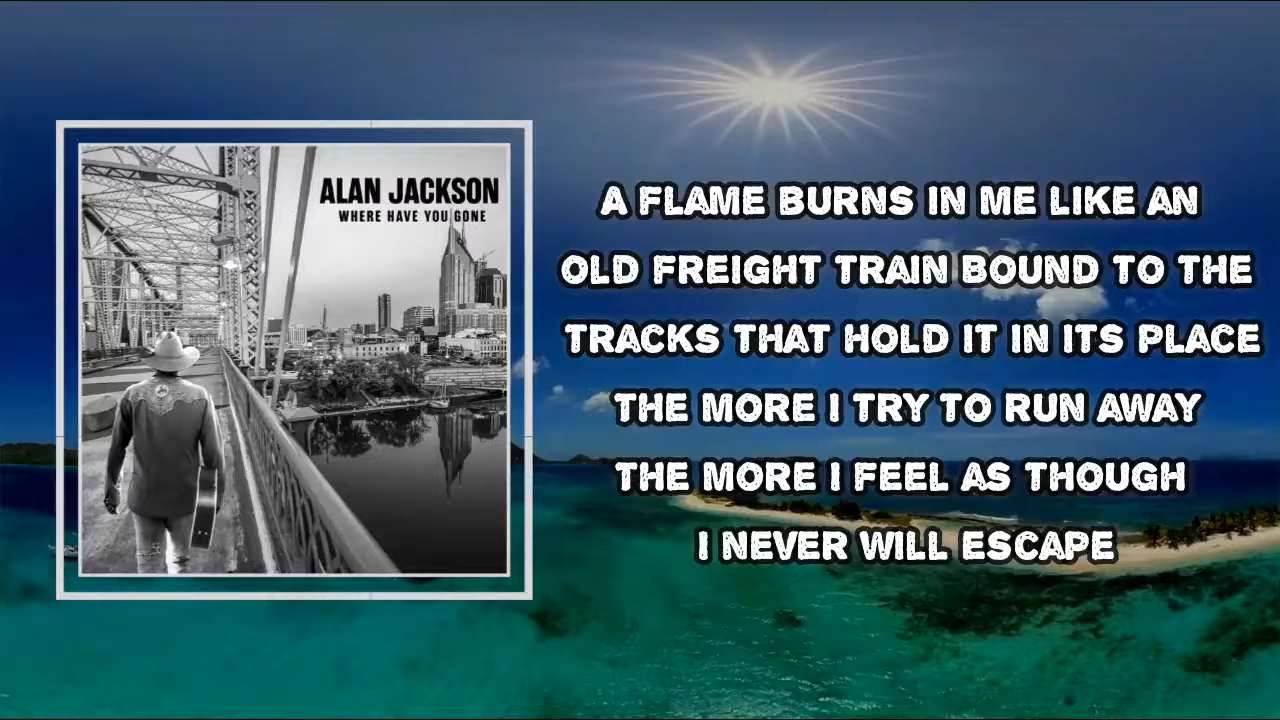 ALAN JACKSON
WHERE HAVE YOU GONE
A FLAME BURNS IN ME LIKE AN
OLD FREIGHT TRAIN BOUND TO THE
TRACKS THAT HOLD IT IN ITS PLACE
THE MORE I TRY TO RUN AWAY
THE MORE I FEEL AS THOUGH
I NEVER WILL ESCAPE